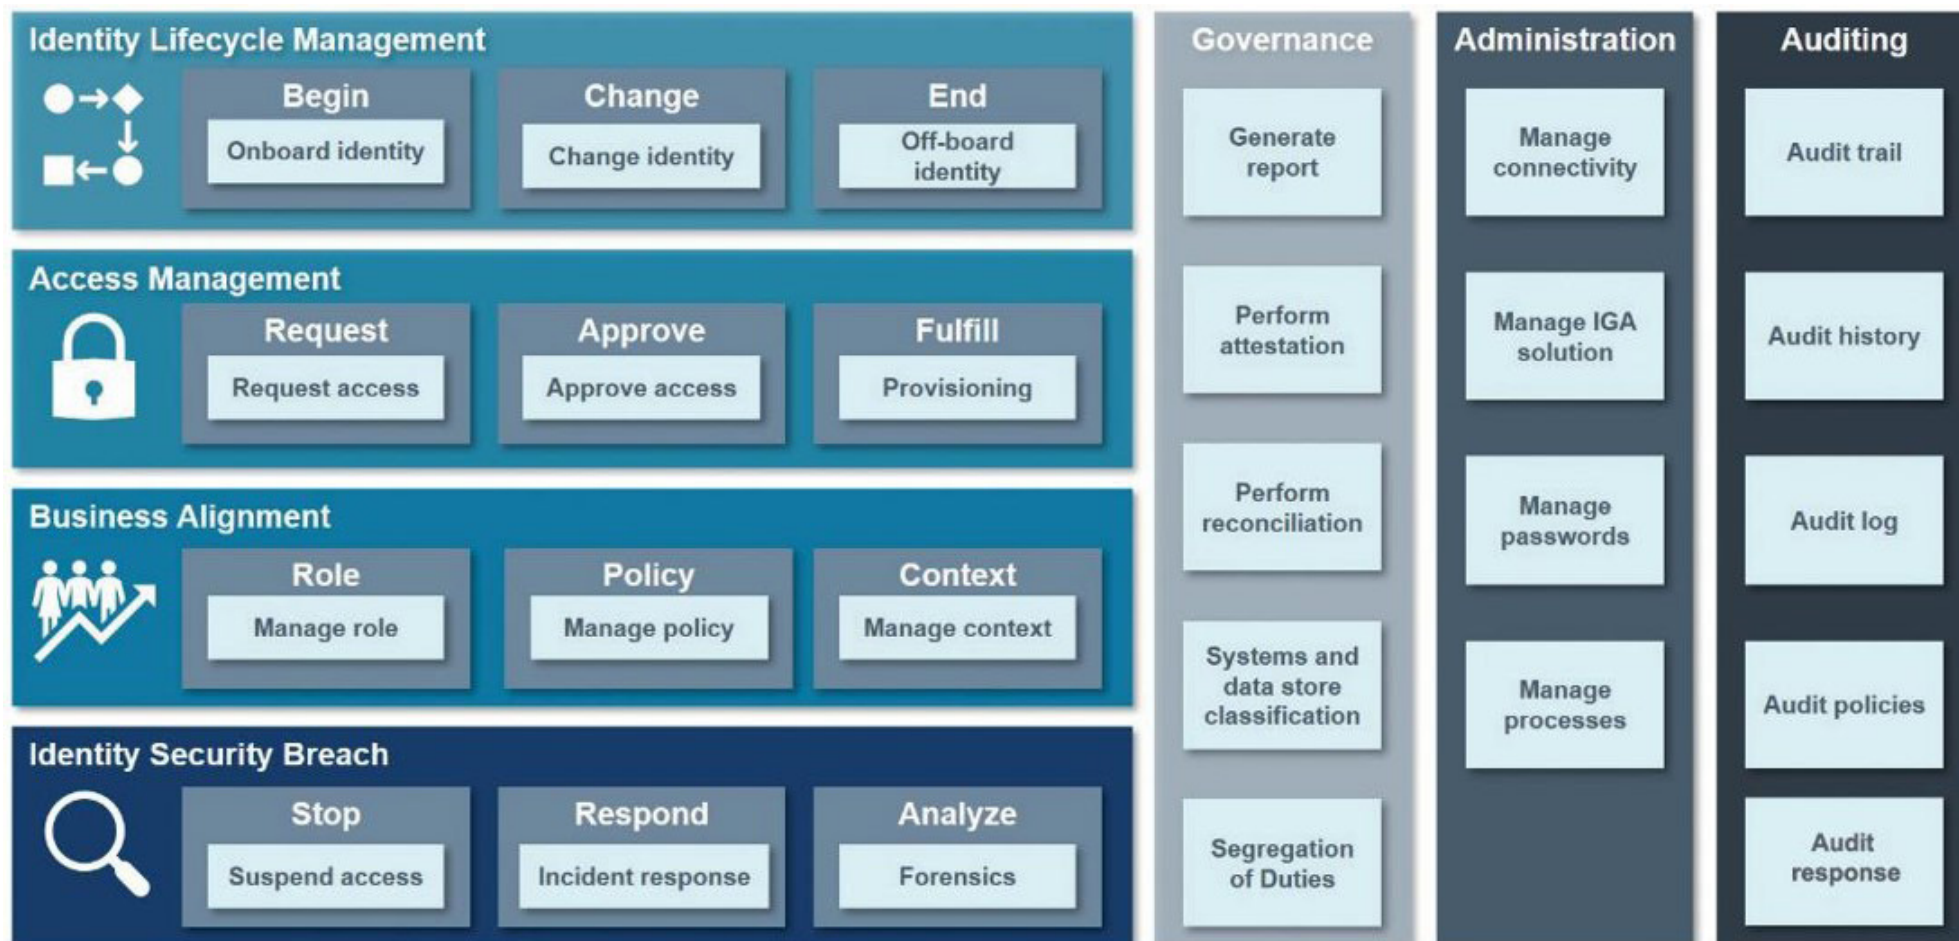 Identity Lifecycle Management
Begin
Onboard identity
Change
Change identity
End
Off-board
identity
Access Management
Request
Request access
Approve
Approve access
Fulfill
Provisioning
Business Alignment
Role
Manage role
Policy
Manage policy
Context
Manage context
Identity Security Breach
Stop
Suspend access
Respond
Incident response
Analyze
Forensics
Governance
Generate
report
Perform
attestation
Perform
reconciliation
Systems and
data store
classification
Segregation
of Duties
Administration
Manage
connectivity
Manage IGA
solution
Manage
passwords
Manage
processes
Auditing
Audit trail
Audit history
Audit log
Audit policies
Audit
response